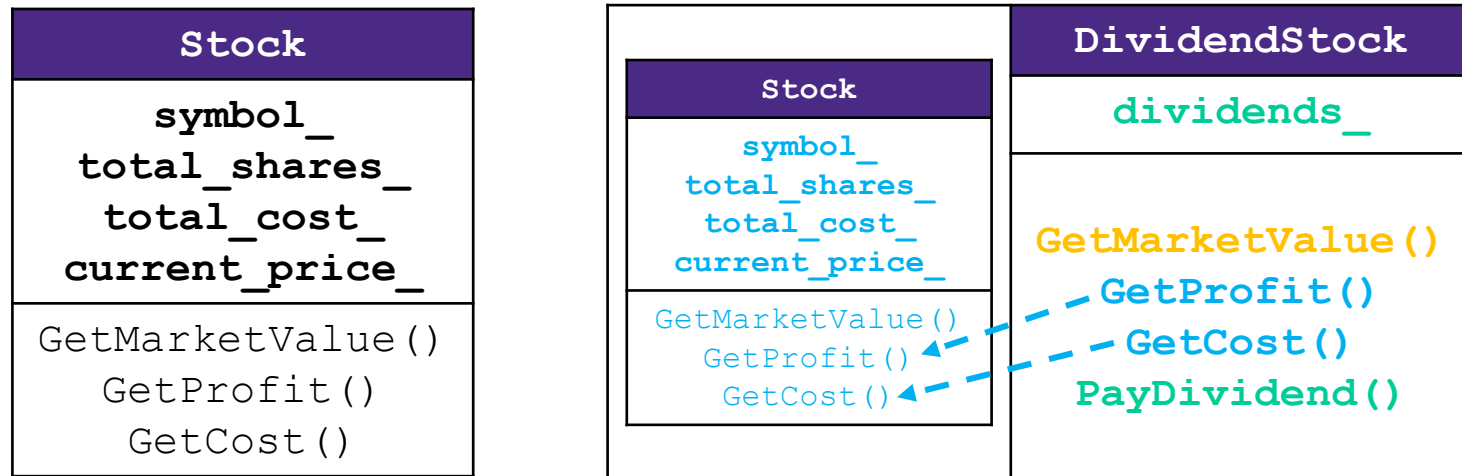 Stock
symbol_
total_shares_
total_cost_
current_price_
GetMarketValue()
GetProfit()
GetCost()
Stock
symbol_
total_shares_
total_cost_
current_price_
GetMarketValue()
GetProfit()
GetCost()
DividendStock
dividends_
GetMarketValue()
GetProfit()
GetCost()
PayDividend()